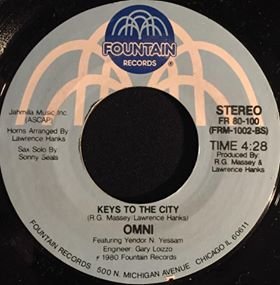 FOUNTAIN
RECORDS ®
Jahmilla Music Inc
(ASCAP)
Horns Arranged By
Lawrence Hanks
Sax Solo By
Sonny Seals
STEREO
FR 80-100
(FRM-1002-BS)
TIME 4:28
Produced By:
R.G. Massey &
Lawrence Hanks
KEYS TO THE CITY
(R.G. Massey Lawrence Hanks)
OMNI
Featuring Yendor N. Yessam
Engineer: Gary Loizzo
℗ 1980 Fountain Records
FOUNTAIN RECORDS 500 N. MICHIGAN AVENUE CHICAGO IL 60611